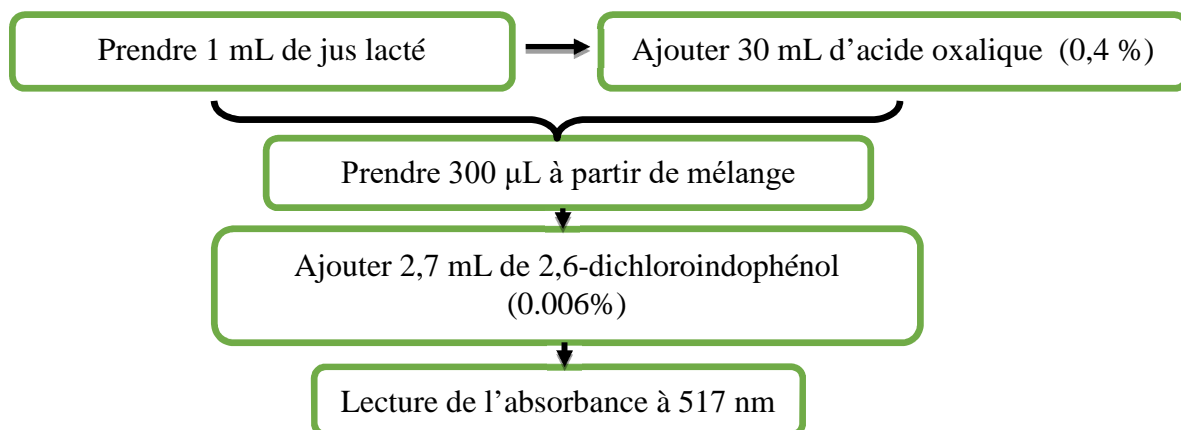 Prendre 1 mL de jus lacté
Ajouter 30 mL d’acide oxalique (0,4 %)
Prendre 300 µL à partir de mélange
Ajouter 2,7 mL de 2,6-dichloroindophénol
(0.006%)
Lecture de l’absorbance à 517 nm